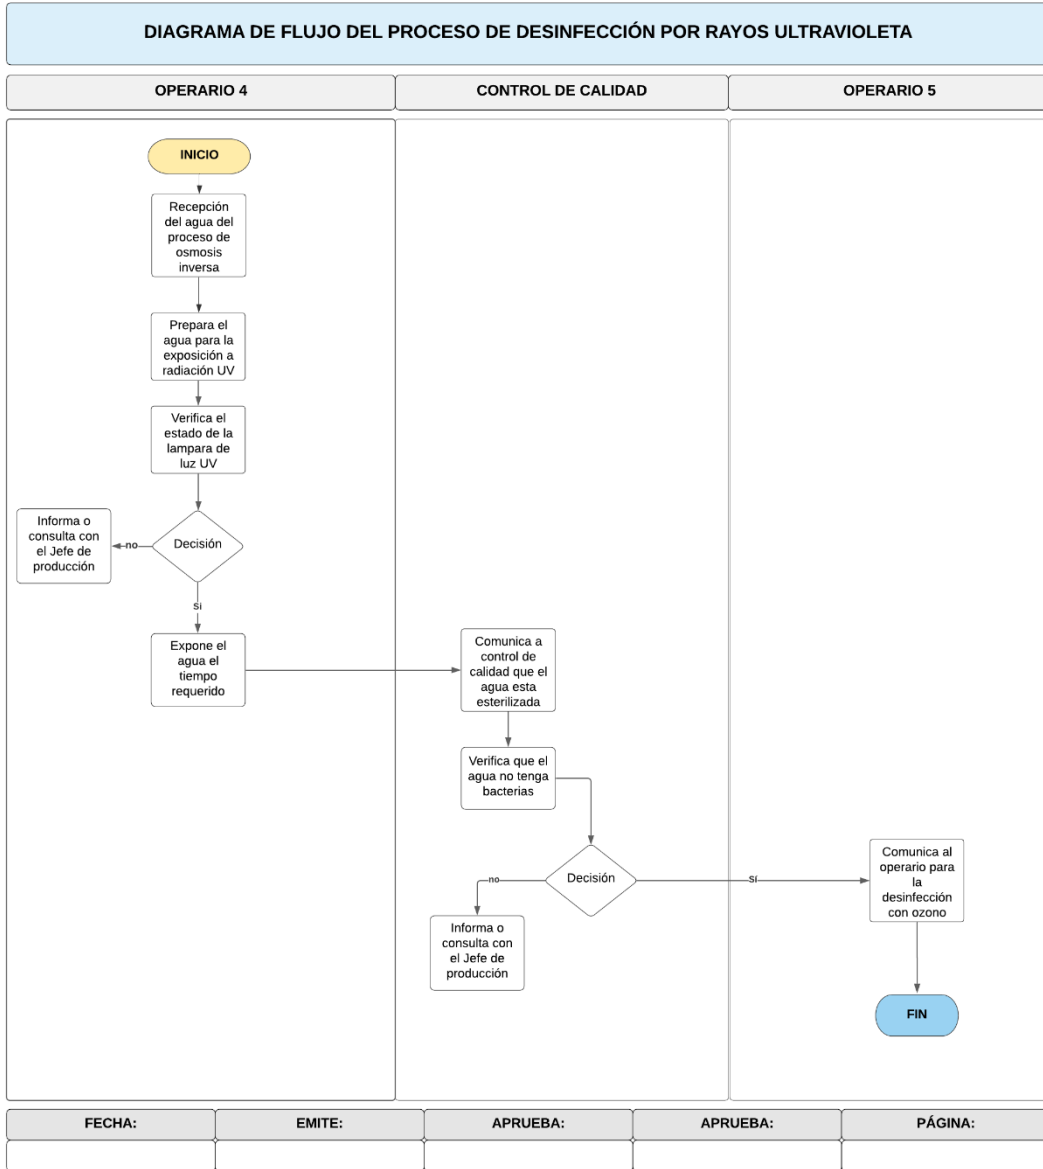 DIAGRAMA DE FLUJO DEL PROCESO DE DESINFECCIÓN POR RAYOS ULTRAVIOLETA
OPERARIO 4
CONTROL DE CALIDAD
OPERARIO 5
INICIO
Recepción
del agua del
proceso de
osmosis
inversa
Prepara el
agua para la
exposición a
radiación UV
Verifica el
estado de la
lampara de
luz UV
Decisión
no
Informa o
consulta con
el Jefe de
producción
Sí
Expone el
agua el
tiempo
requerido
Comunica a
control de
calidad que el
agua esta
esterilizada
Verifica que el
agua no tenga
bacterias
Decisión
no
Informa o
consulta con
el Jefe de
producción
Sí
Comunica al
operario para
la
desinfección
con ozono
FIN
FECHA:
EMITE:
APRUEBA:
APRUEBA:
PÁGINA: